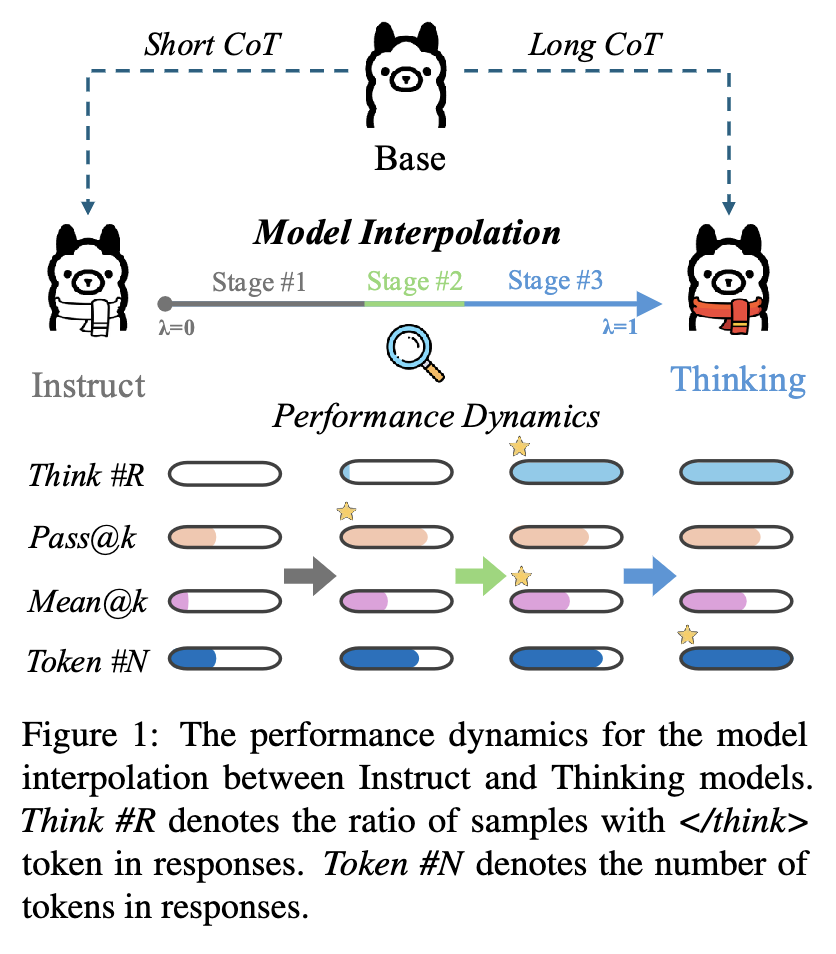 Short CoT
Long CoT
Base
Model Interpolation
Stage #1
Stage #2
Stage #3
λ=0
λ=1
Instruct
Thinking
Performance Dynamics
Think #R
Pass@k
Mean@k
Token #N
Figure 1: The performance dynamics for the model
interpolation between Instruct and Thinking models.
Think #R denotes the ratio of samples with </think>
token in responses. Token #N denotes the number of
tokens in responses.